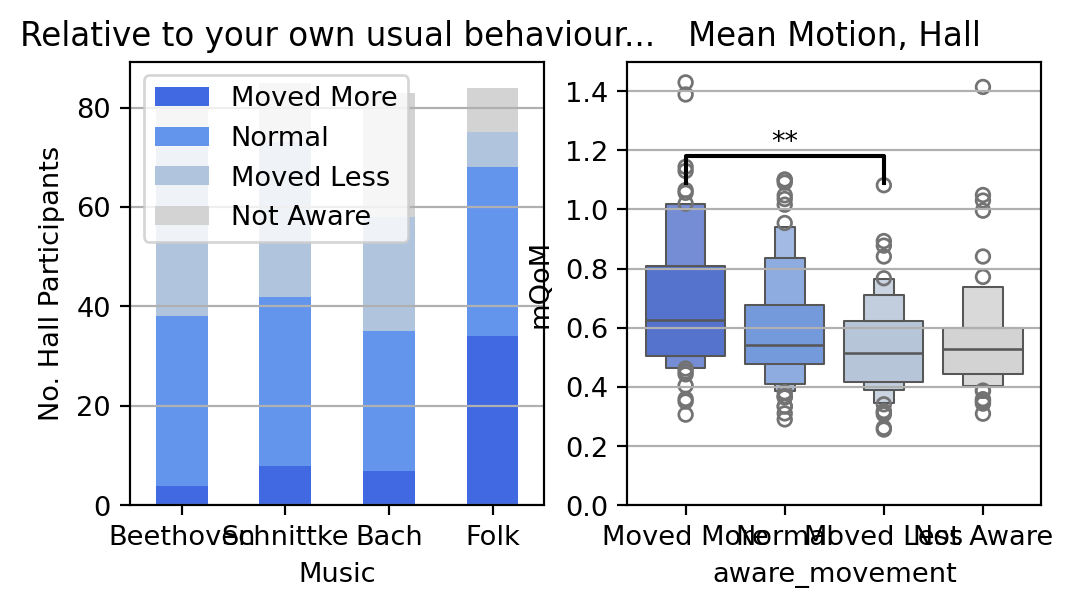 Relative to your own usual behaviour...
No. Hall Participants
80
60
40
20
0
Moved More
Normal
Moved Less
Not Aware
Beethoven Schnittke Bach Folk
Music
Mean Motion, Hall
mQoM
1.4
1.2
1.0
0.8
0.6
0.4
0.2
0.0
**
Moved More Normal Moved Less Not Aware
aware_movement